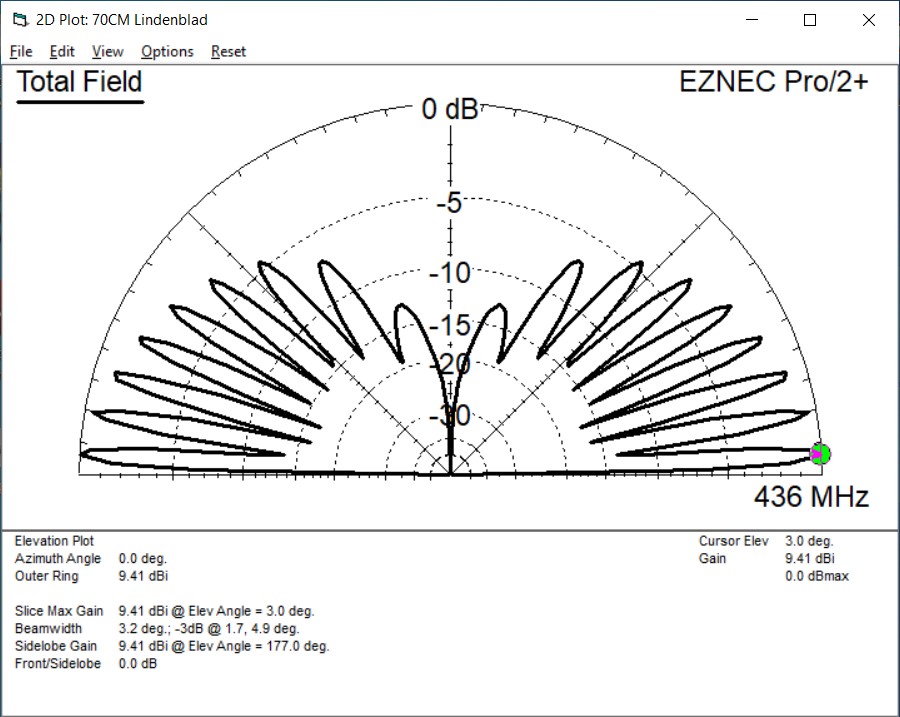 2D Plot: 70CM Lindenblad
File Edit View Options Reset
Total Field
EZNEC Pro/2+
0 dB
-5
-10
-15
-20
-30
436 MHz
Elevation Plot
Cursor Elev 3.0 deg.
Azimuth Angle 0.0 deg.
Gain 9.41 dBi
Outer Ring 9.41 dBi
0.0 dBmax
Slice Max Gain 9.41 dBi @ Elev Angle = 3.0 deg.
Beamwidth 3.2 deg.; -3dB @ 1.7, 4.9 deg.
Sidelobe Gain 9.41 dBi @ Elev Angle = 177.0 deg.
Front/Sidelobe 0.0 dB